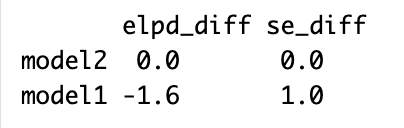 elpd_diff se_diff
model2 0.0 0.0
model1 -1.6 1.0